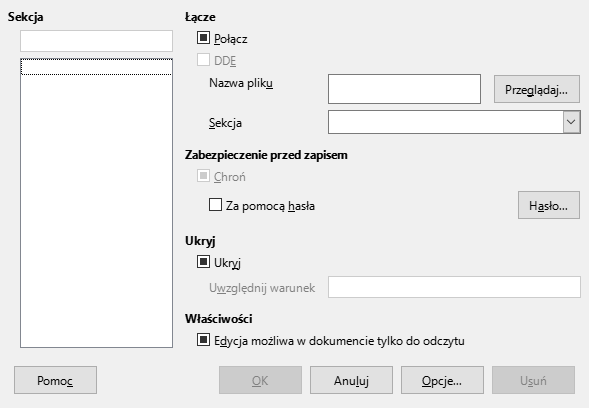 Sekcja
Łącze
Połącz
DDE
Nazwa pliku
Przeglądaj...
Sekcja
Zabezpieczenie przed zapisem
Chroń
Za pomocą hasła
Hasło...
Ukryj
Ukryj
Uwzględnij warunek
Właściwości
Edycja możliwa w dokumencie tylko do odczytu
Pomoc
OK
Anuluj
Opcje...
Usuń